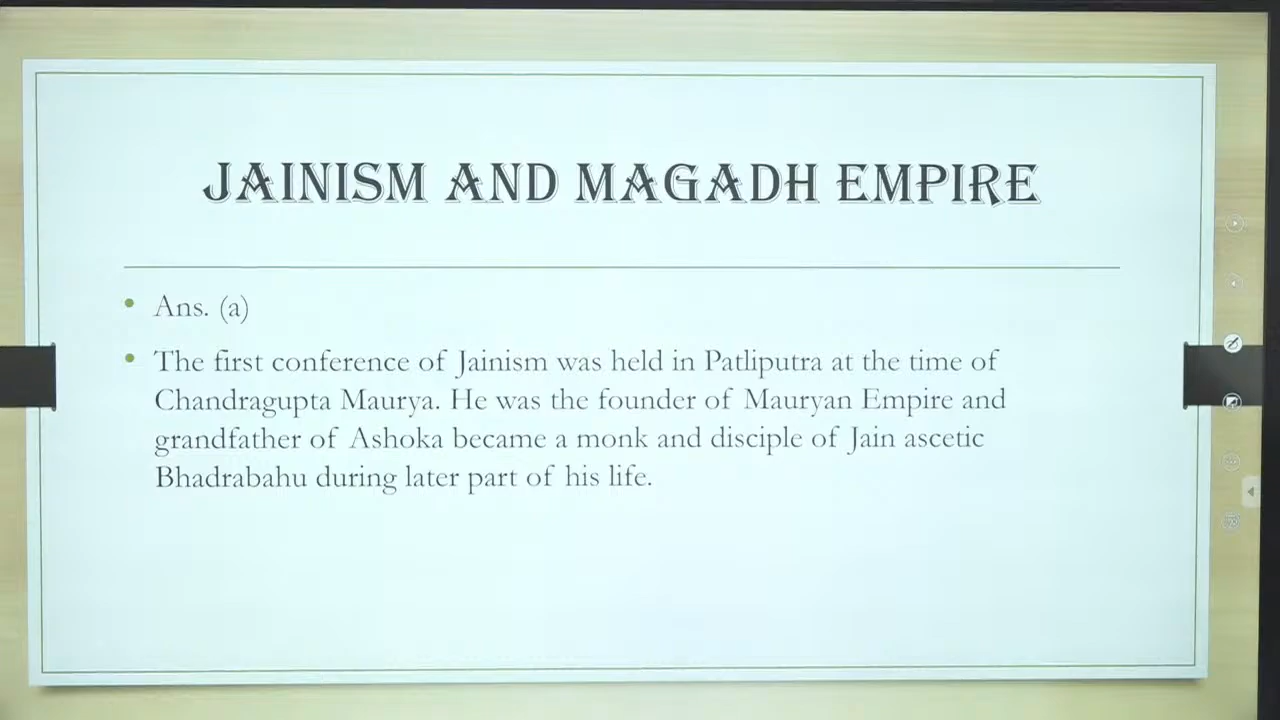 JAINISM AND MAGADH EMPIRE
• Ans. (a)
• The first conference of Jainism was held in Patliputra at the time of
Chandragupta Maurya. He was the founder of Mauryan Empire and
grandfather of Ashoka became a monk and disciple of Jain ascetic
Bhadrabahu during later part of his life.